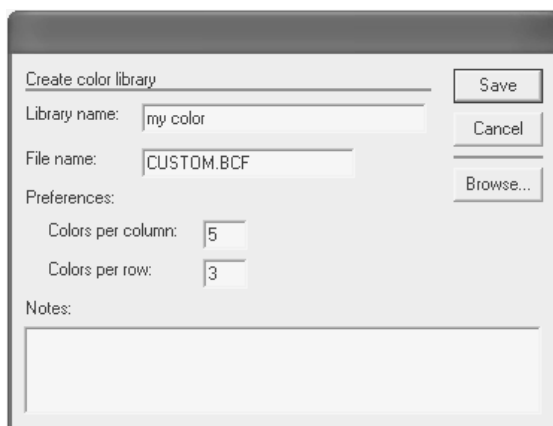 Create color library
Save
Library name: my color
Cancel
File name: CUSTOM.BCF
Browse...
Preferences:
Colors per column: 5
Colors per row: 3
Notes: